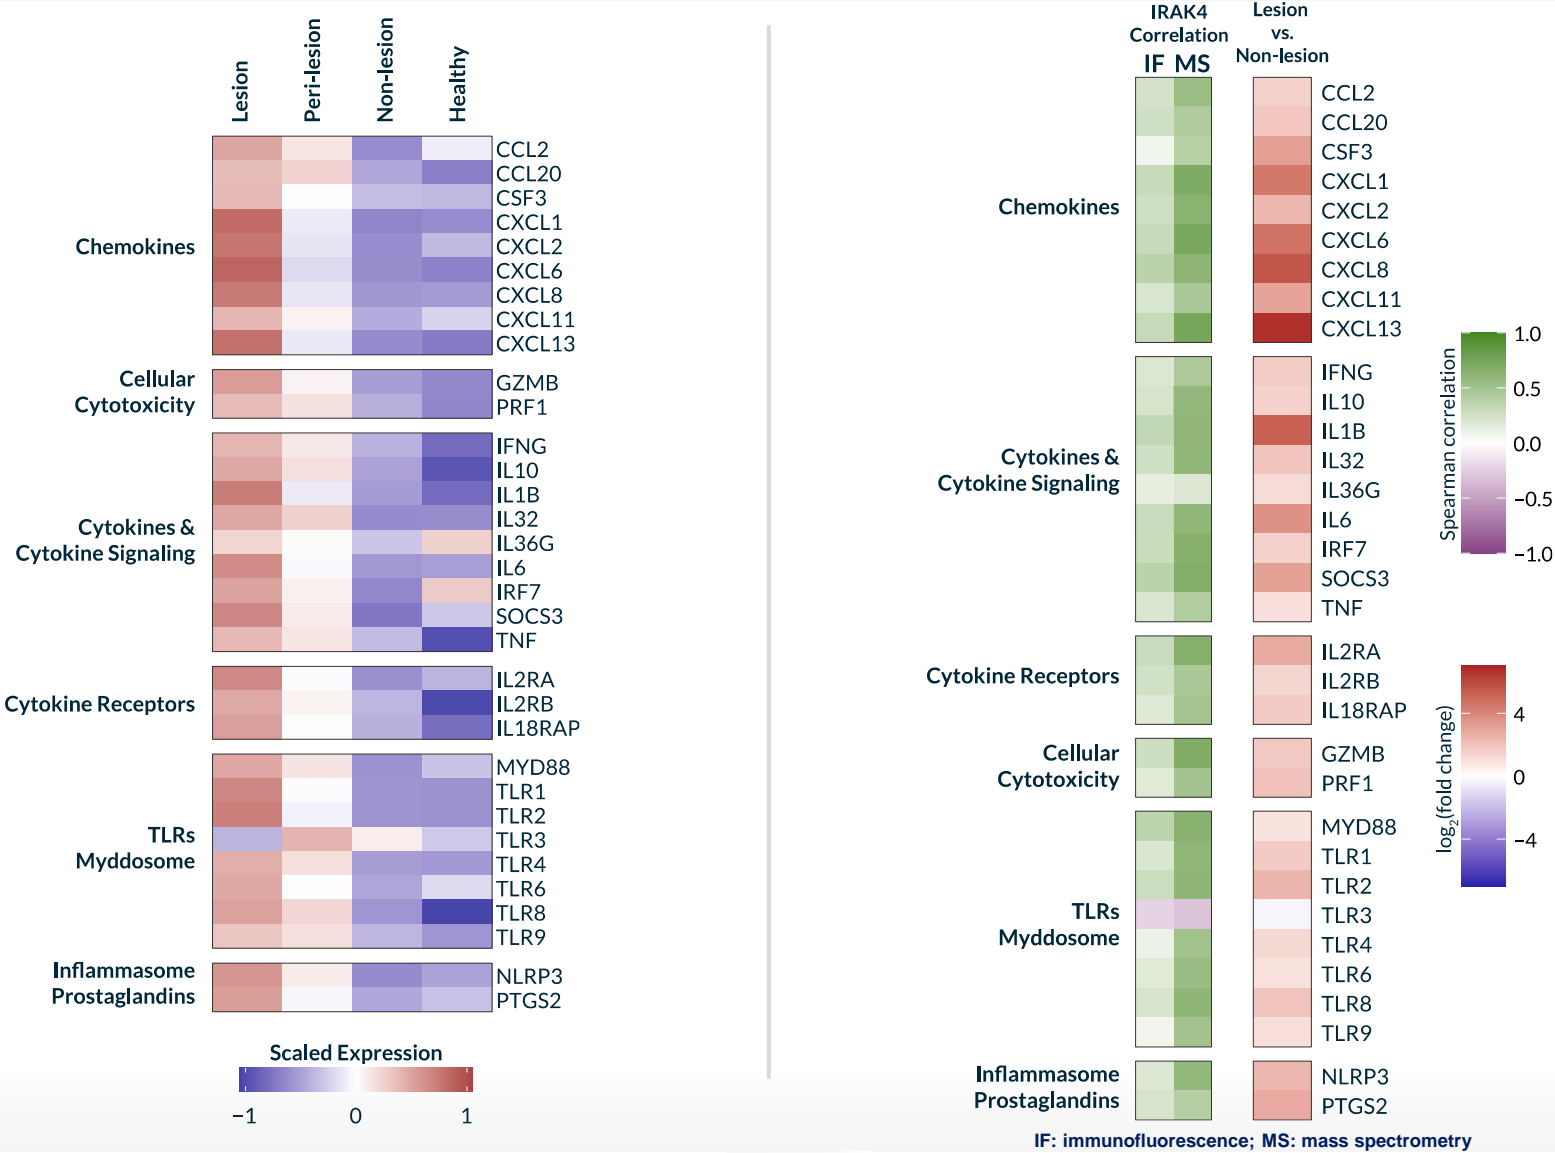 Lesion
Peri-lesion
Non-lesion
Healthy
Chemokines
CCL2
CCL20
CSF3
CXCL1
CXCL2
CXCL6
CXCL8
CXCL11
CXCL13
Cellular
Cytotoxicity
GZMB
PRF1
Cytokines &
Cytokine Signaling
IFNG
IL10
IL1B
IL32
IL36G
IL6
IRF7
SOCS3
TNF
Cytokine Receptors
IL2RA
IL2RB
IL18RAP
TLRs
Myddosome
MYD88
TLR1
TLR2
TLR3
TLR4
TLR6
TLR8
TLR9
Inflammasome
Prostaglandins
NLRP3
PTGS2
Scaled Expression
−1 0 1
IRAK4
Correlation
IF MS
Lesion
vs.
Non-lesion
Chemokines
CCL2
CCL20
CSF3
CXCL1
CXCL2
CXCL6
CXCL8
CXCL11
CXCL13
Cytokines &
Cytokine Signaling
IFNG
IL10
IL1B
IL32
IL36G
IL6
IRF7
SOCS3
TNF
Cytokine Receptors
IL2RA
IL2RB
IL18RAP
Cellular
Cytotoxicity
GZMB
PRF1
TLRs
Myddosome
MYD88
TLR1
TLR2
TLR3
TLR4
TLR6
TLR8
TLR9
Inflammasome
Prostaglandins
NLRP3
PTGS2
Spearman correlation
1.0
0.5
0.0
−0.5
−1.0
log₂(fold change)
4
0
−4
IF: immunofluorescence; MS: mass spectrometry